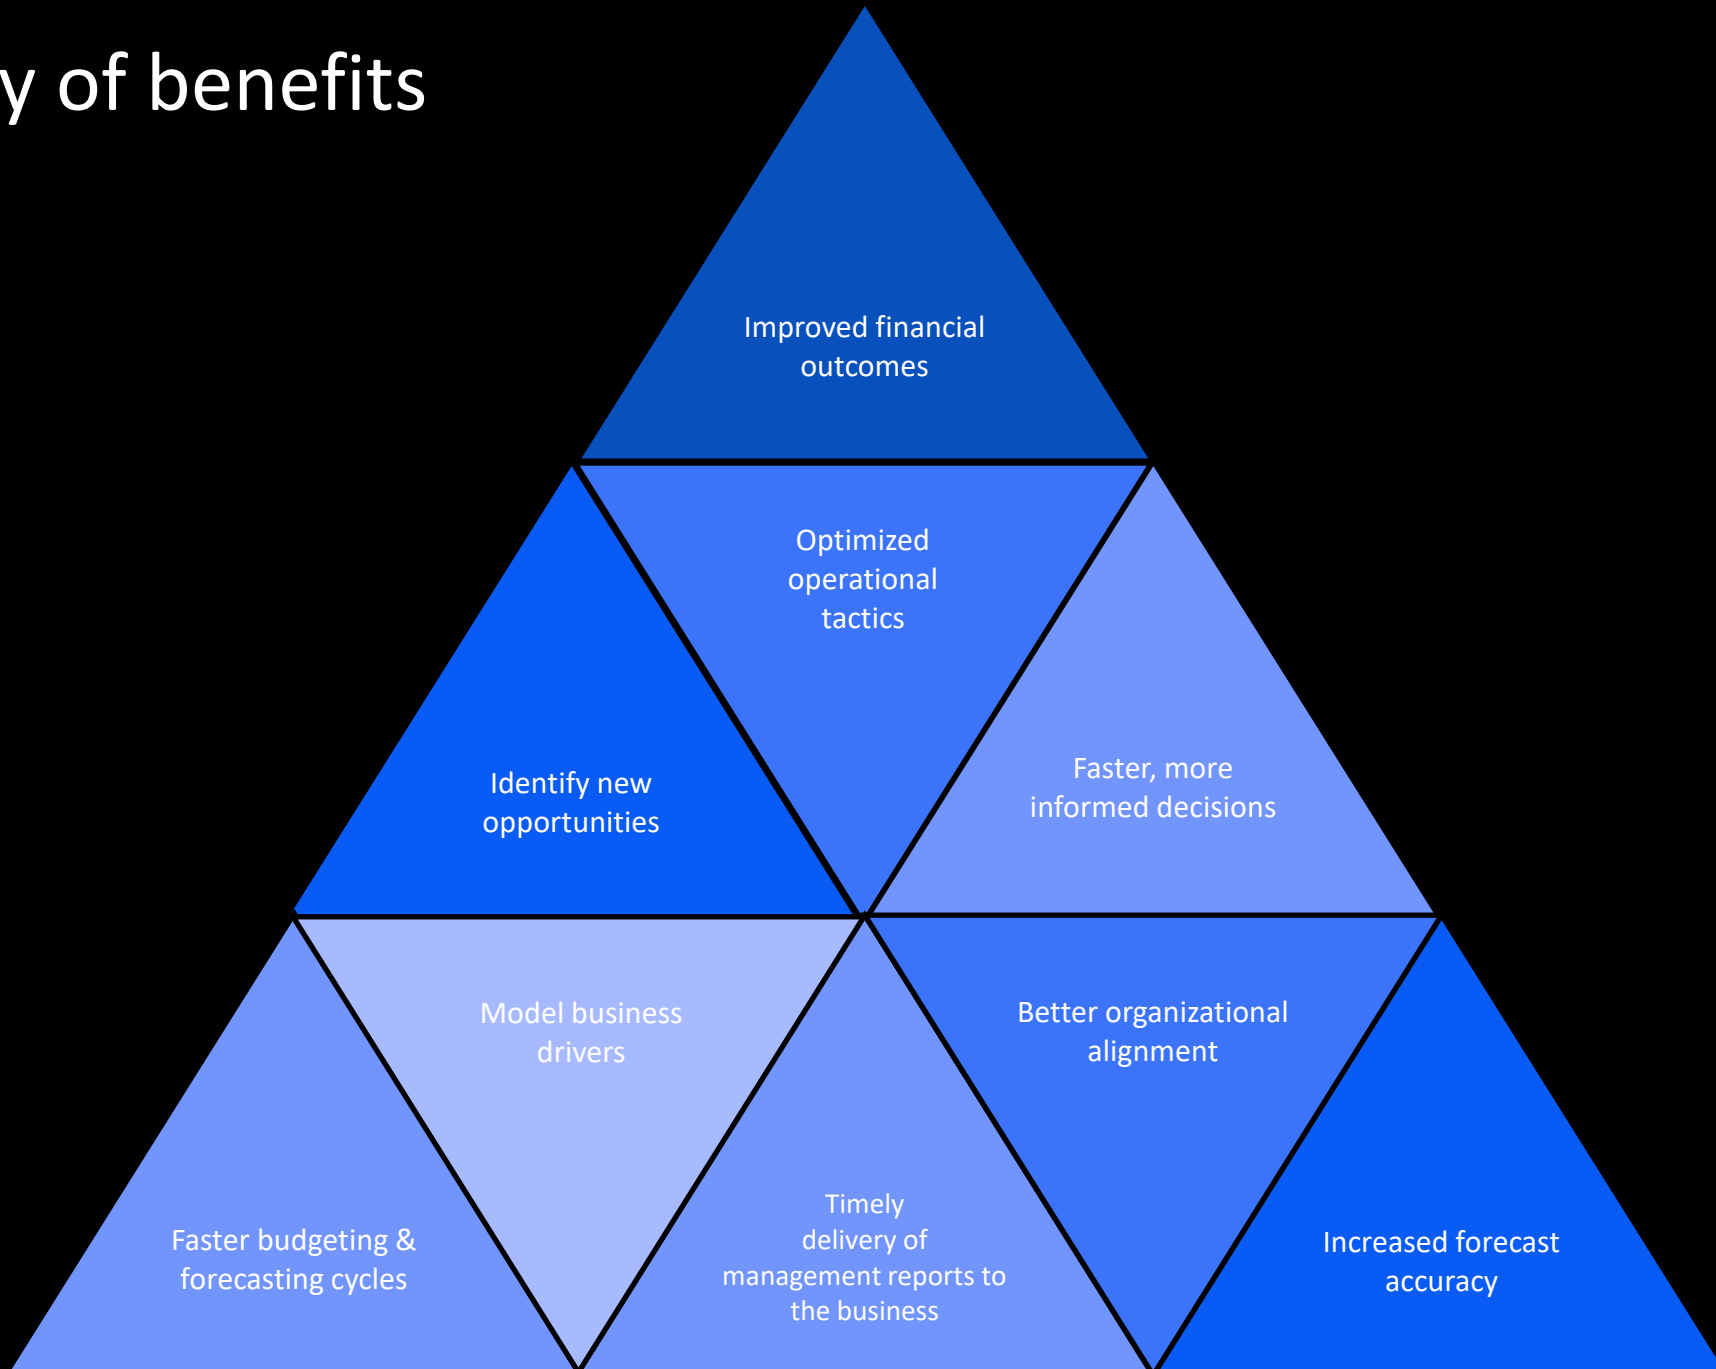 y of benefits
Improved financial
outcomes
Optimized
operational
tactics
Identify new
opportunities
Faster, more
informed decisions
Model business
drivers
Better organizational
alignment
Faster budgeting &
forecasting cycles
Timely
delivery of
management reports to
the business
Increased forecast
accuracy